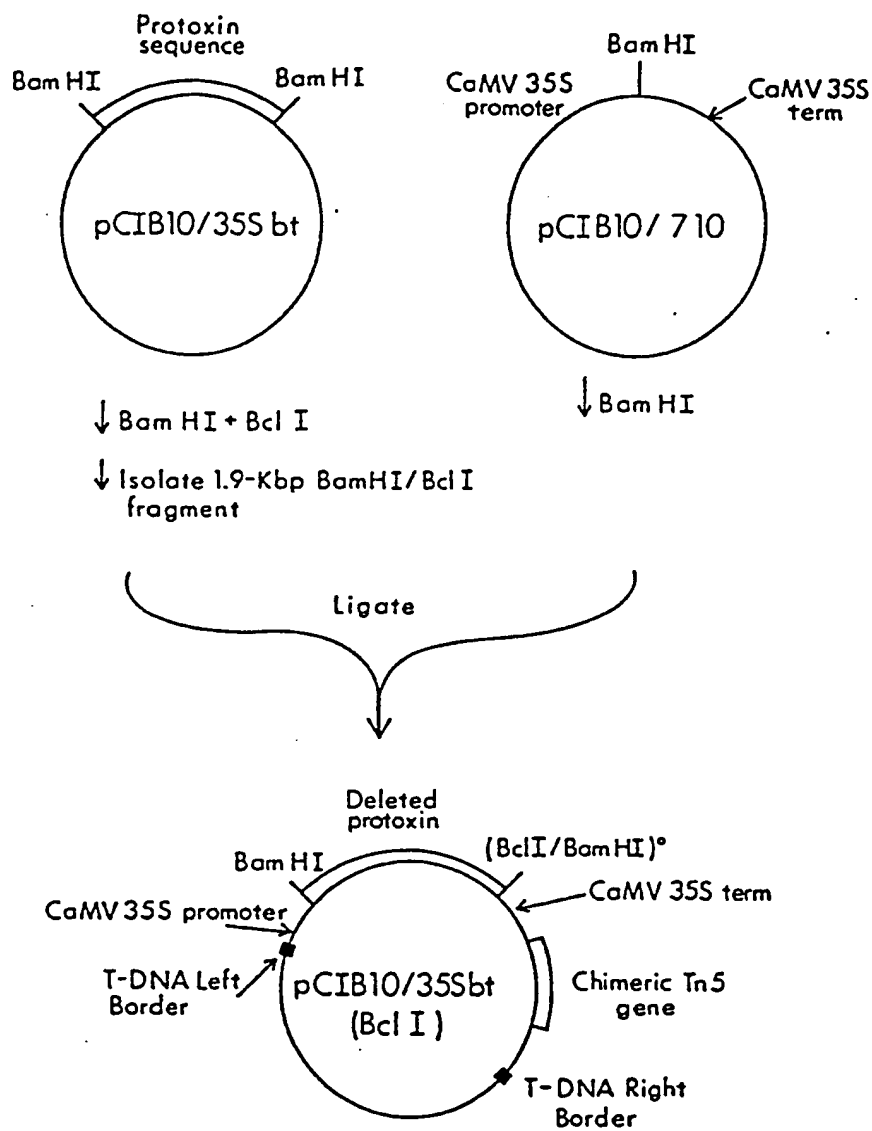 Protoxin
sequence
Bam HI
Bam HI
pCIB10/35S bt
Bam HI
CaMV 35S
promoter
CaMV 35S
term
pCIB10/ 710
↓ Bam HI + Bcl I
↓ Isolate 1.9-Kbp BamHI/Bcl I
fragment
↓ Bam HI
Ligate
Deleted
protoxin
Bam HI
(BclI/BamHI)°
CaMV 35S promoter
CaMV 35S term
T-DNA Left
Border
pCIB10/35Sbt
(Bcl I)
Chimeric Tn5
gene
T-DNA Right
Border